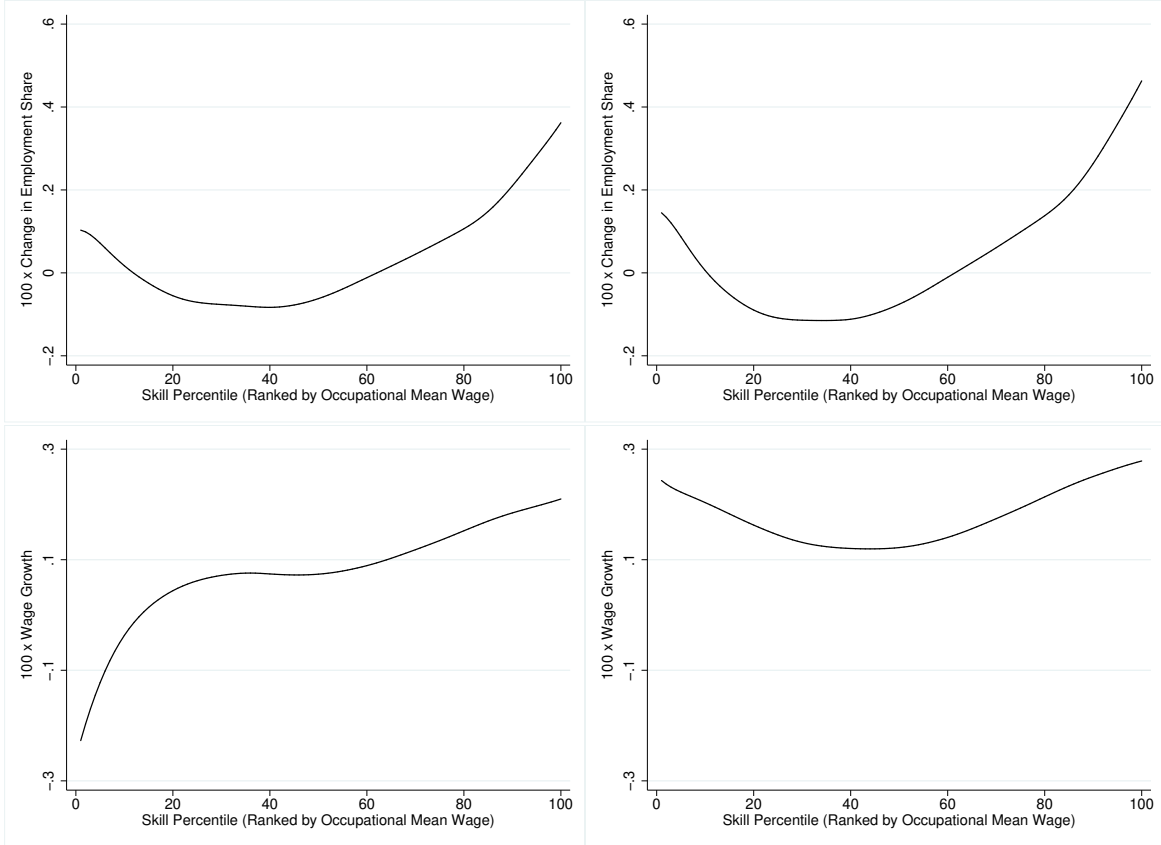 100 x Change in Employment Share
.6
.4
.2
0
-.2
0 20 40 60 80 100
Skill Percentile (Ranked by Occupational Mean Wage)
100 x Change in Employment Share
.6
.4
.2
0
-.2
0 20 40 60 80 100
Skill Percentile (Ranked by Occupational Mean Wage)
100 x Wage Growth
.3
.1
-.1
-.3
0 20 40 60 80 100
Skill Percentile (Ranked by Occupational Mean Wage)
100 x Wage Growth
.3
.1
-.1
-.3
0 20 40 60 80 100
Skill Percentile (Ranked by Occupational Mean Wage)